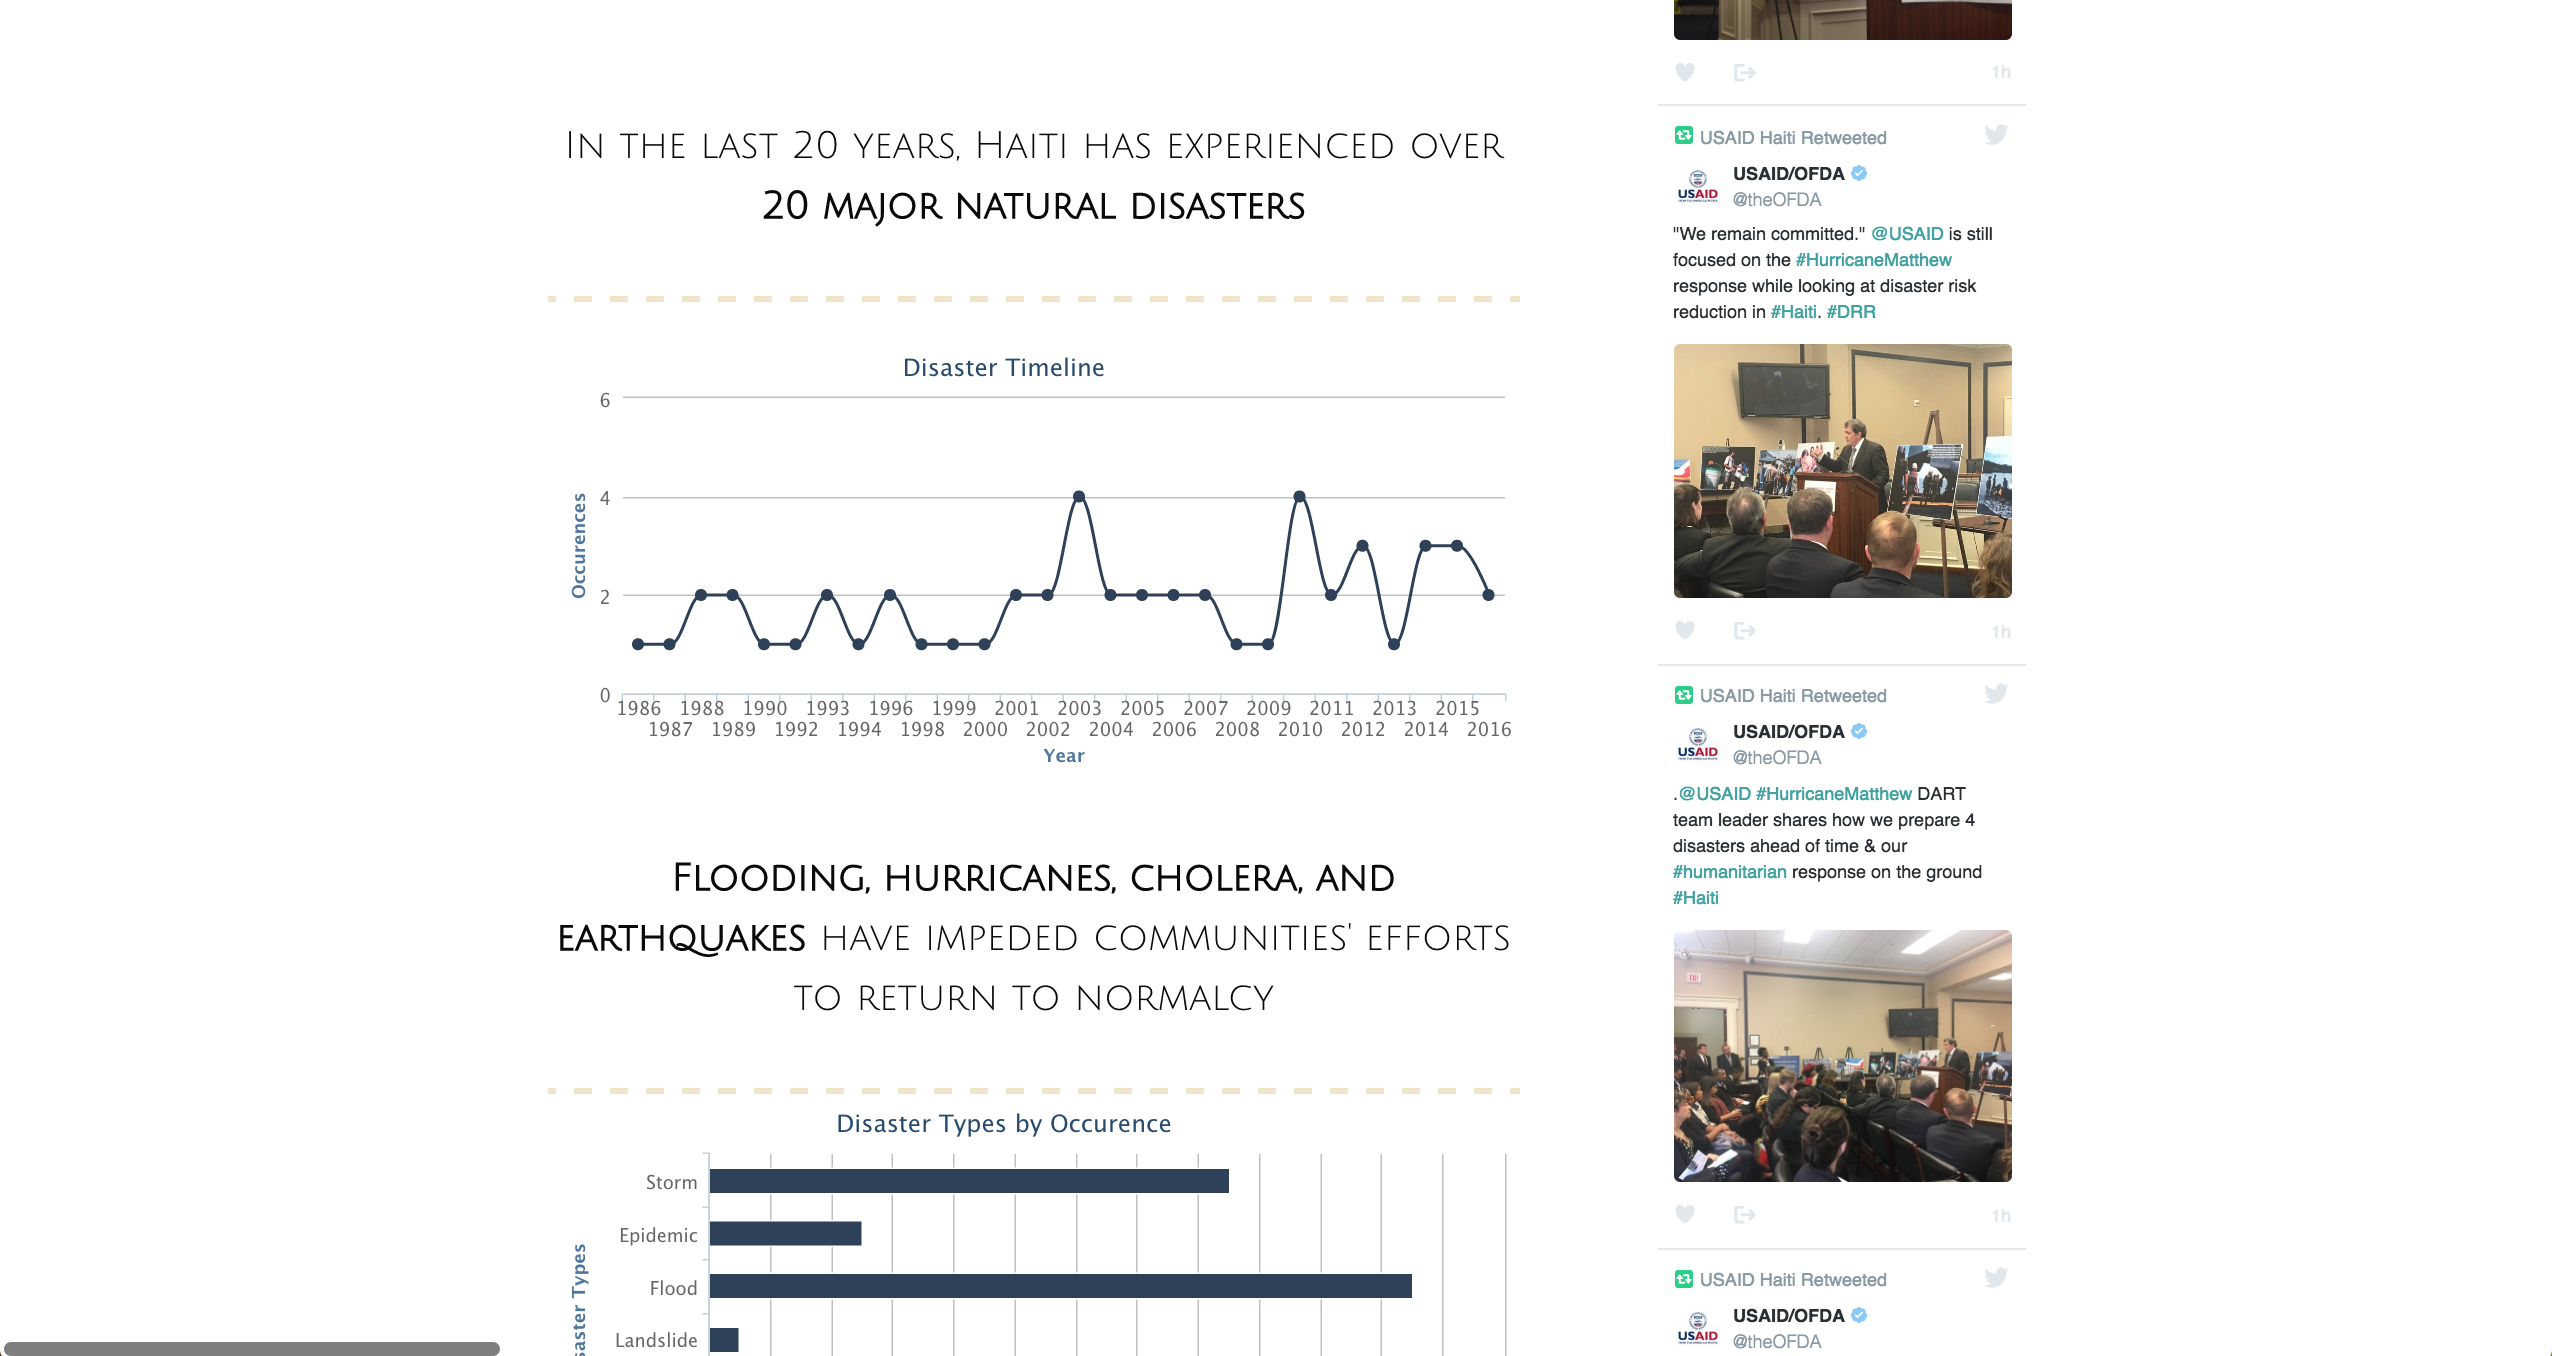 In the last 20 years, Haiti has experienced over
20 major natural disasters
Disaster Timeline
6
4
2
0
Occurences
1986 1988 1990 1993 1996 1999 2001 2003 2005 2007 2009 2011 2013 2015
1987 1989 1992 1994 1998 2000 2002 2004 2006 2008 2010 2012 2014 2016
Year
Flooding, hurricanes, cholera, and
earthquakes have impeded communities' efforts
to return to normalcy
Disaster Types by Occurence
saster Types
Storm
Epidemic
Flood
Landslide
1h
USAID Haiti Retweeted
USAID
USAID/OFDA
@theOFDA
"We remain committed." @USAID is still
focused on the #HurricaneMatthew
response while looking at disaster risk
reduction in #Haiti. #DRR
1h
USAID Haiti Retweeted
USAID
USAID/OFDA
@theOFDA
.@USAID #HurricaneMatthew DART
team leader shares how we prepare 4
disasters ahead of time & our
#humanitarian response on the ground
#Haiti
EXIT
1h
USAID Haiti Retweeted
USAID
USAID/OFDA
@theOFDA